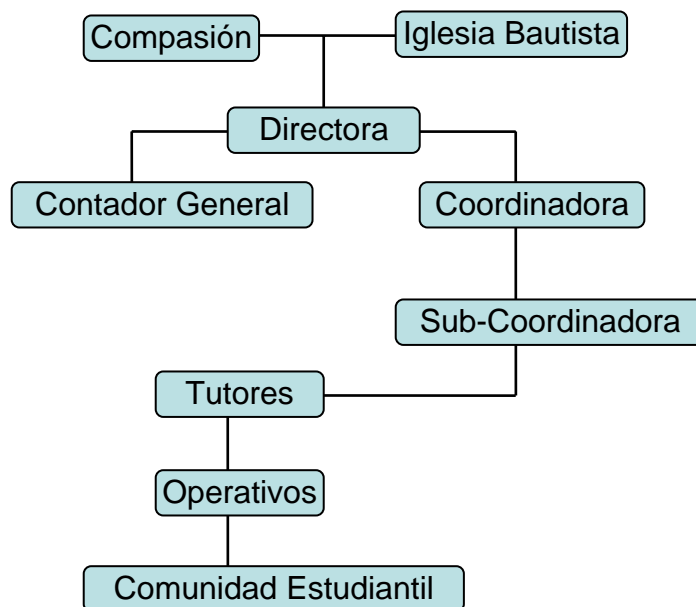 Compasión
Iglesia Bautista
Directora
Contador General
Coordinadora
Sub-Coordinadora
Tutores
Operativos
Comunidad Estudiantil